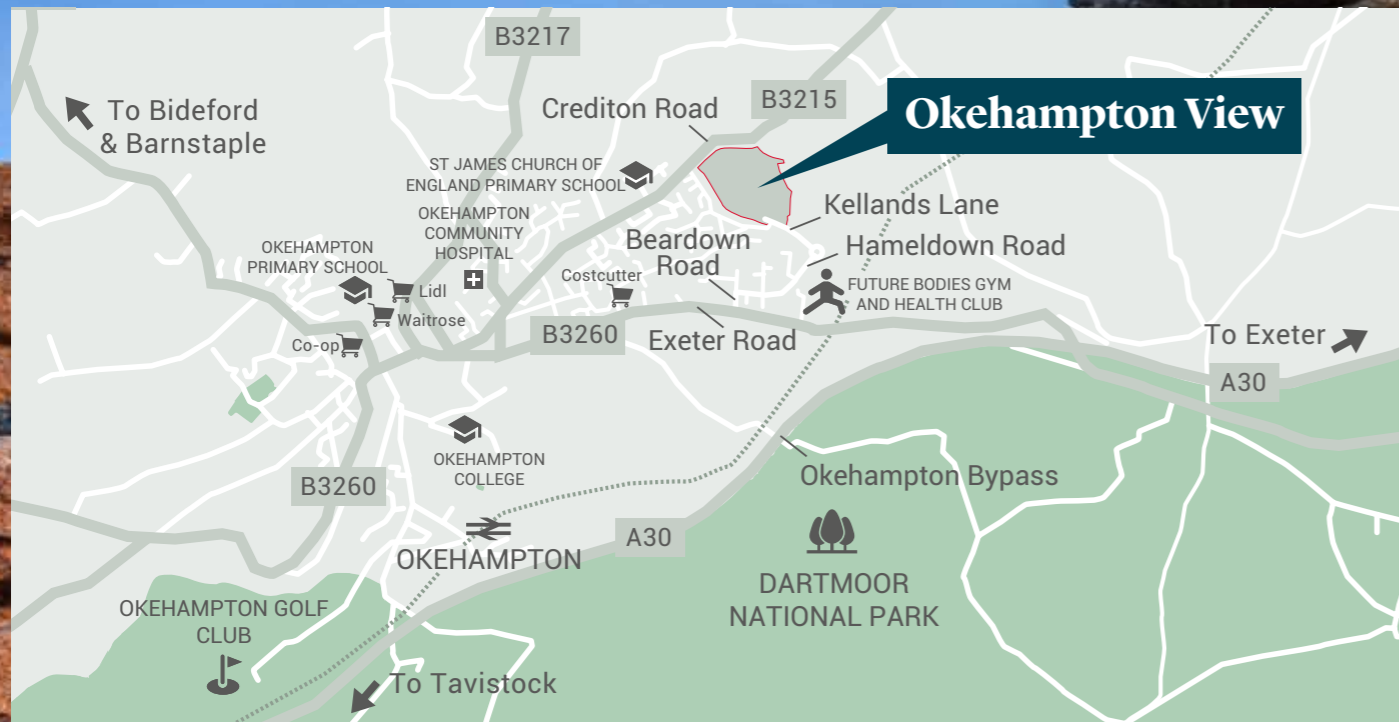 B3217
B3215
Okehampton View
To Bideford
& Barnstaple
Crediton Road
ST JAMES CHURCH OF
ENGLAND PRIMARY SCHOOL
Kellands Lane
OKEHAMPTON
COMMUNITY
HOSPITAL
Beardown
Road
Hameldown Road
OKEHAMPTON
PRIMARY SCHOOL
Costcutter
FUTURE BODIES GYM
AND HEALTH CLUB
Lidl
Waitrose
Co-op
B3260
Exeter Road
To Exeter
A30
OKEHAMPTON
COLLEGE
B3260
Okehampton Bypass
A30
OKEHAMPTON
DARTMOOR
NATIONAL PARK
OKEHAMPTON GOLF
CLUB
To Tavistock